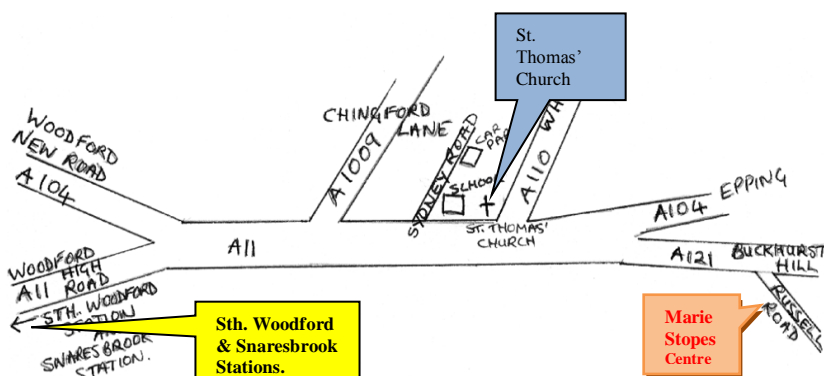 St.
Thomas'
Church
WOODFORD
NEW ROAD
A104
CHINGFORD
LANE
A1009
SYDNEY ROAD
CAR
SCHOOL
ST. THOMAS'
CHURCH
A110
A11
EPPING
A104
A121
BUCKHURST
HILL
RUSSELL
ROAD
WOODFORD
HIGH
A11 ROAD
STH. WOODFORD
STATION
SNARESBROOK
STATION.
Sth. Woodford
& Snaresbrook
Stations.
Marie
Stopes
Centre